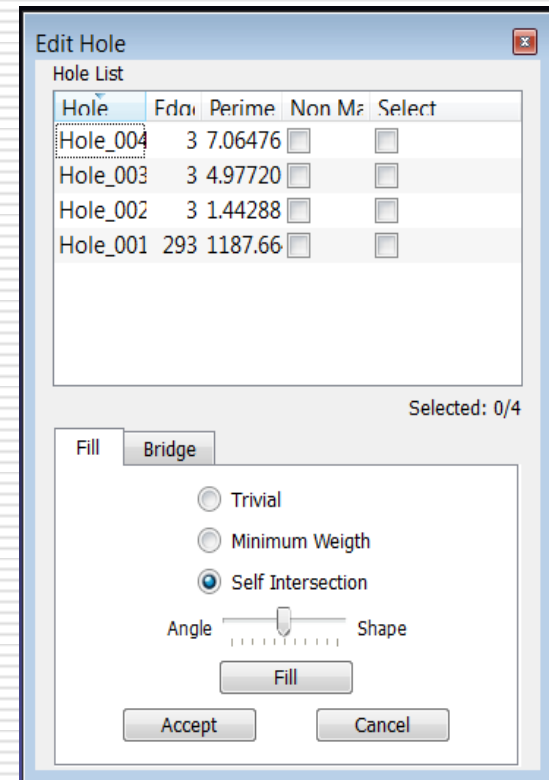 Edit Hole
Hole List
Hole Edge Perime Non Ma Select
Hole_004 3 7.06476
Hole_003 3 4.97720
Hole_002 3 1.44288
Hole_001 293 1187.66
Selected: 0/4
Fill Bridge
Trivial
Minimum Weigth
Self Intersection
Angle Shape
Fill
Accept Cancel